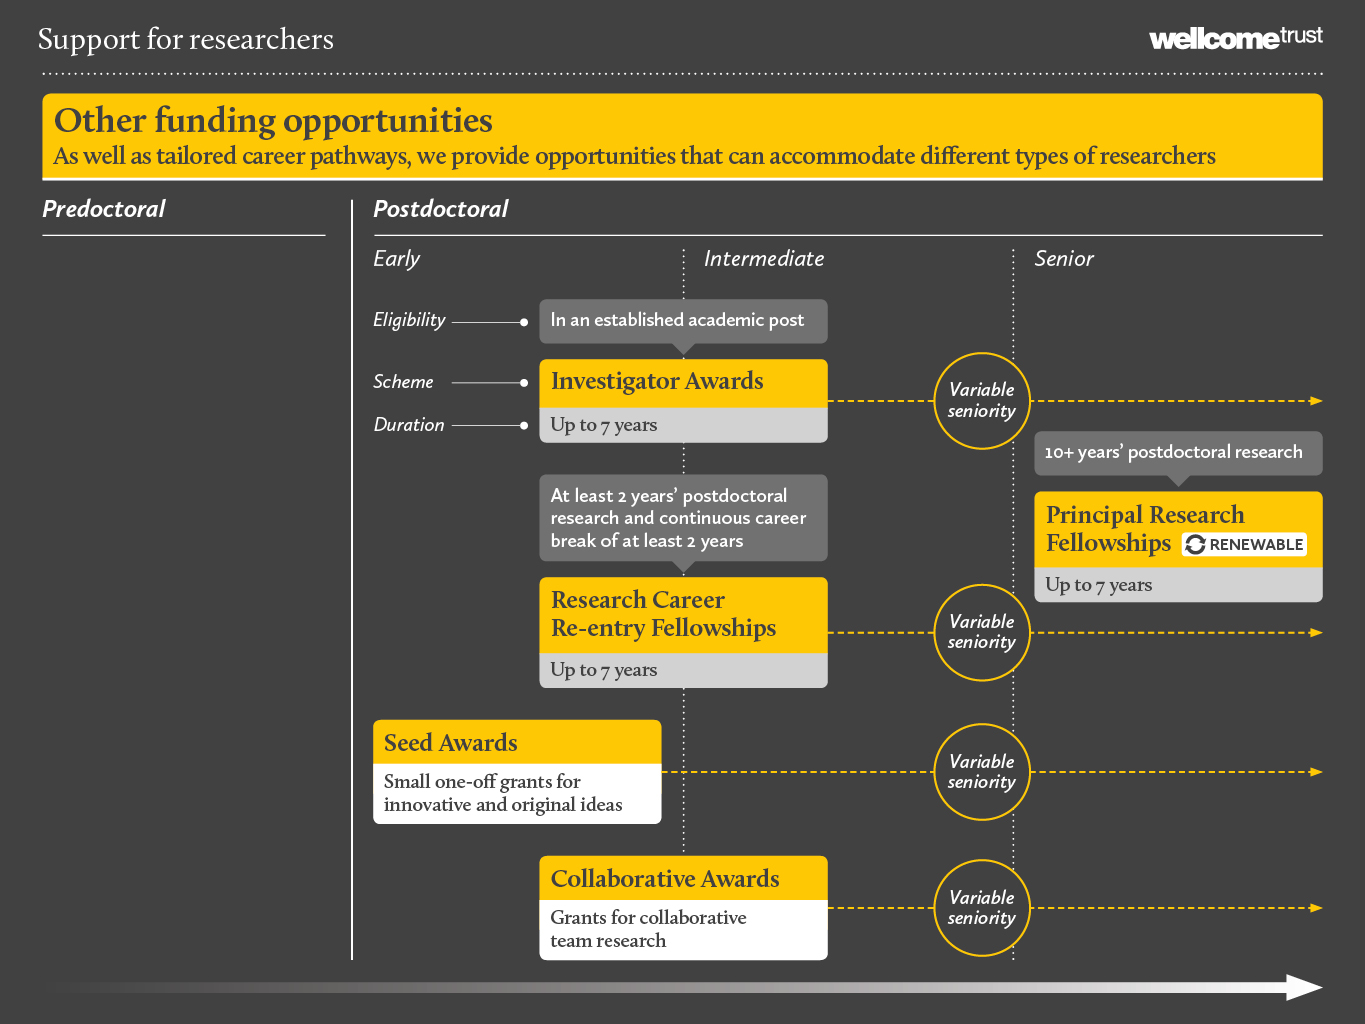 Support for researchers
wellcometrust
Other funding opportunities
As well as tailored career pathways, we provide opportunities that can accommodate different types of researchers
Predoctoral
Postdoctoral
Early
Intermediate
Senior
Eligibility
In an established academic post
Scheme
Investigator Awards
Duration
Up to 7 years
Variable
seniority
10+ years’ postdoctoral research
Principal Research
Fellowships RENEWABLE
Up to 7 years
At least 2 years’ postdoctoral
research and continuous career
break of at least 2 years
Research Career
Re-entry Fellowships
Up to 7 years
Variable
seniority
Seed Awards
Small one-off grants for
innovative and original ideas
Variable
seniority
Collaborative Awards
Grants for collaborative
team research
Variable
seniority